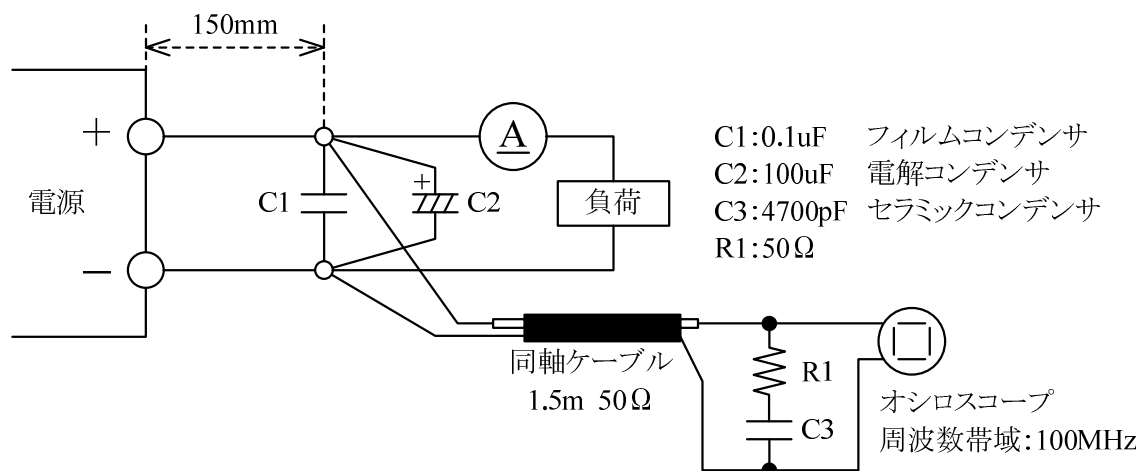 150mm
+
電源
−
C1
+
C2
A
負荷
C1:0.1uF フィルムコンデンサ
C2:100uF 電解コンデンサ
C3:4700pF セラミックコンデンサ
R1:50Ω
同軸ケーブル
1.5m 50Ω
R1
C3
オシロスコープ
周波数帯域:100MHz